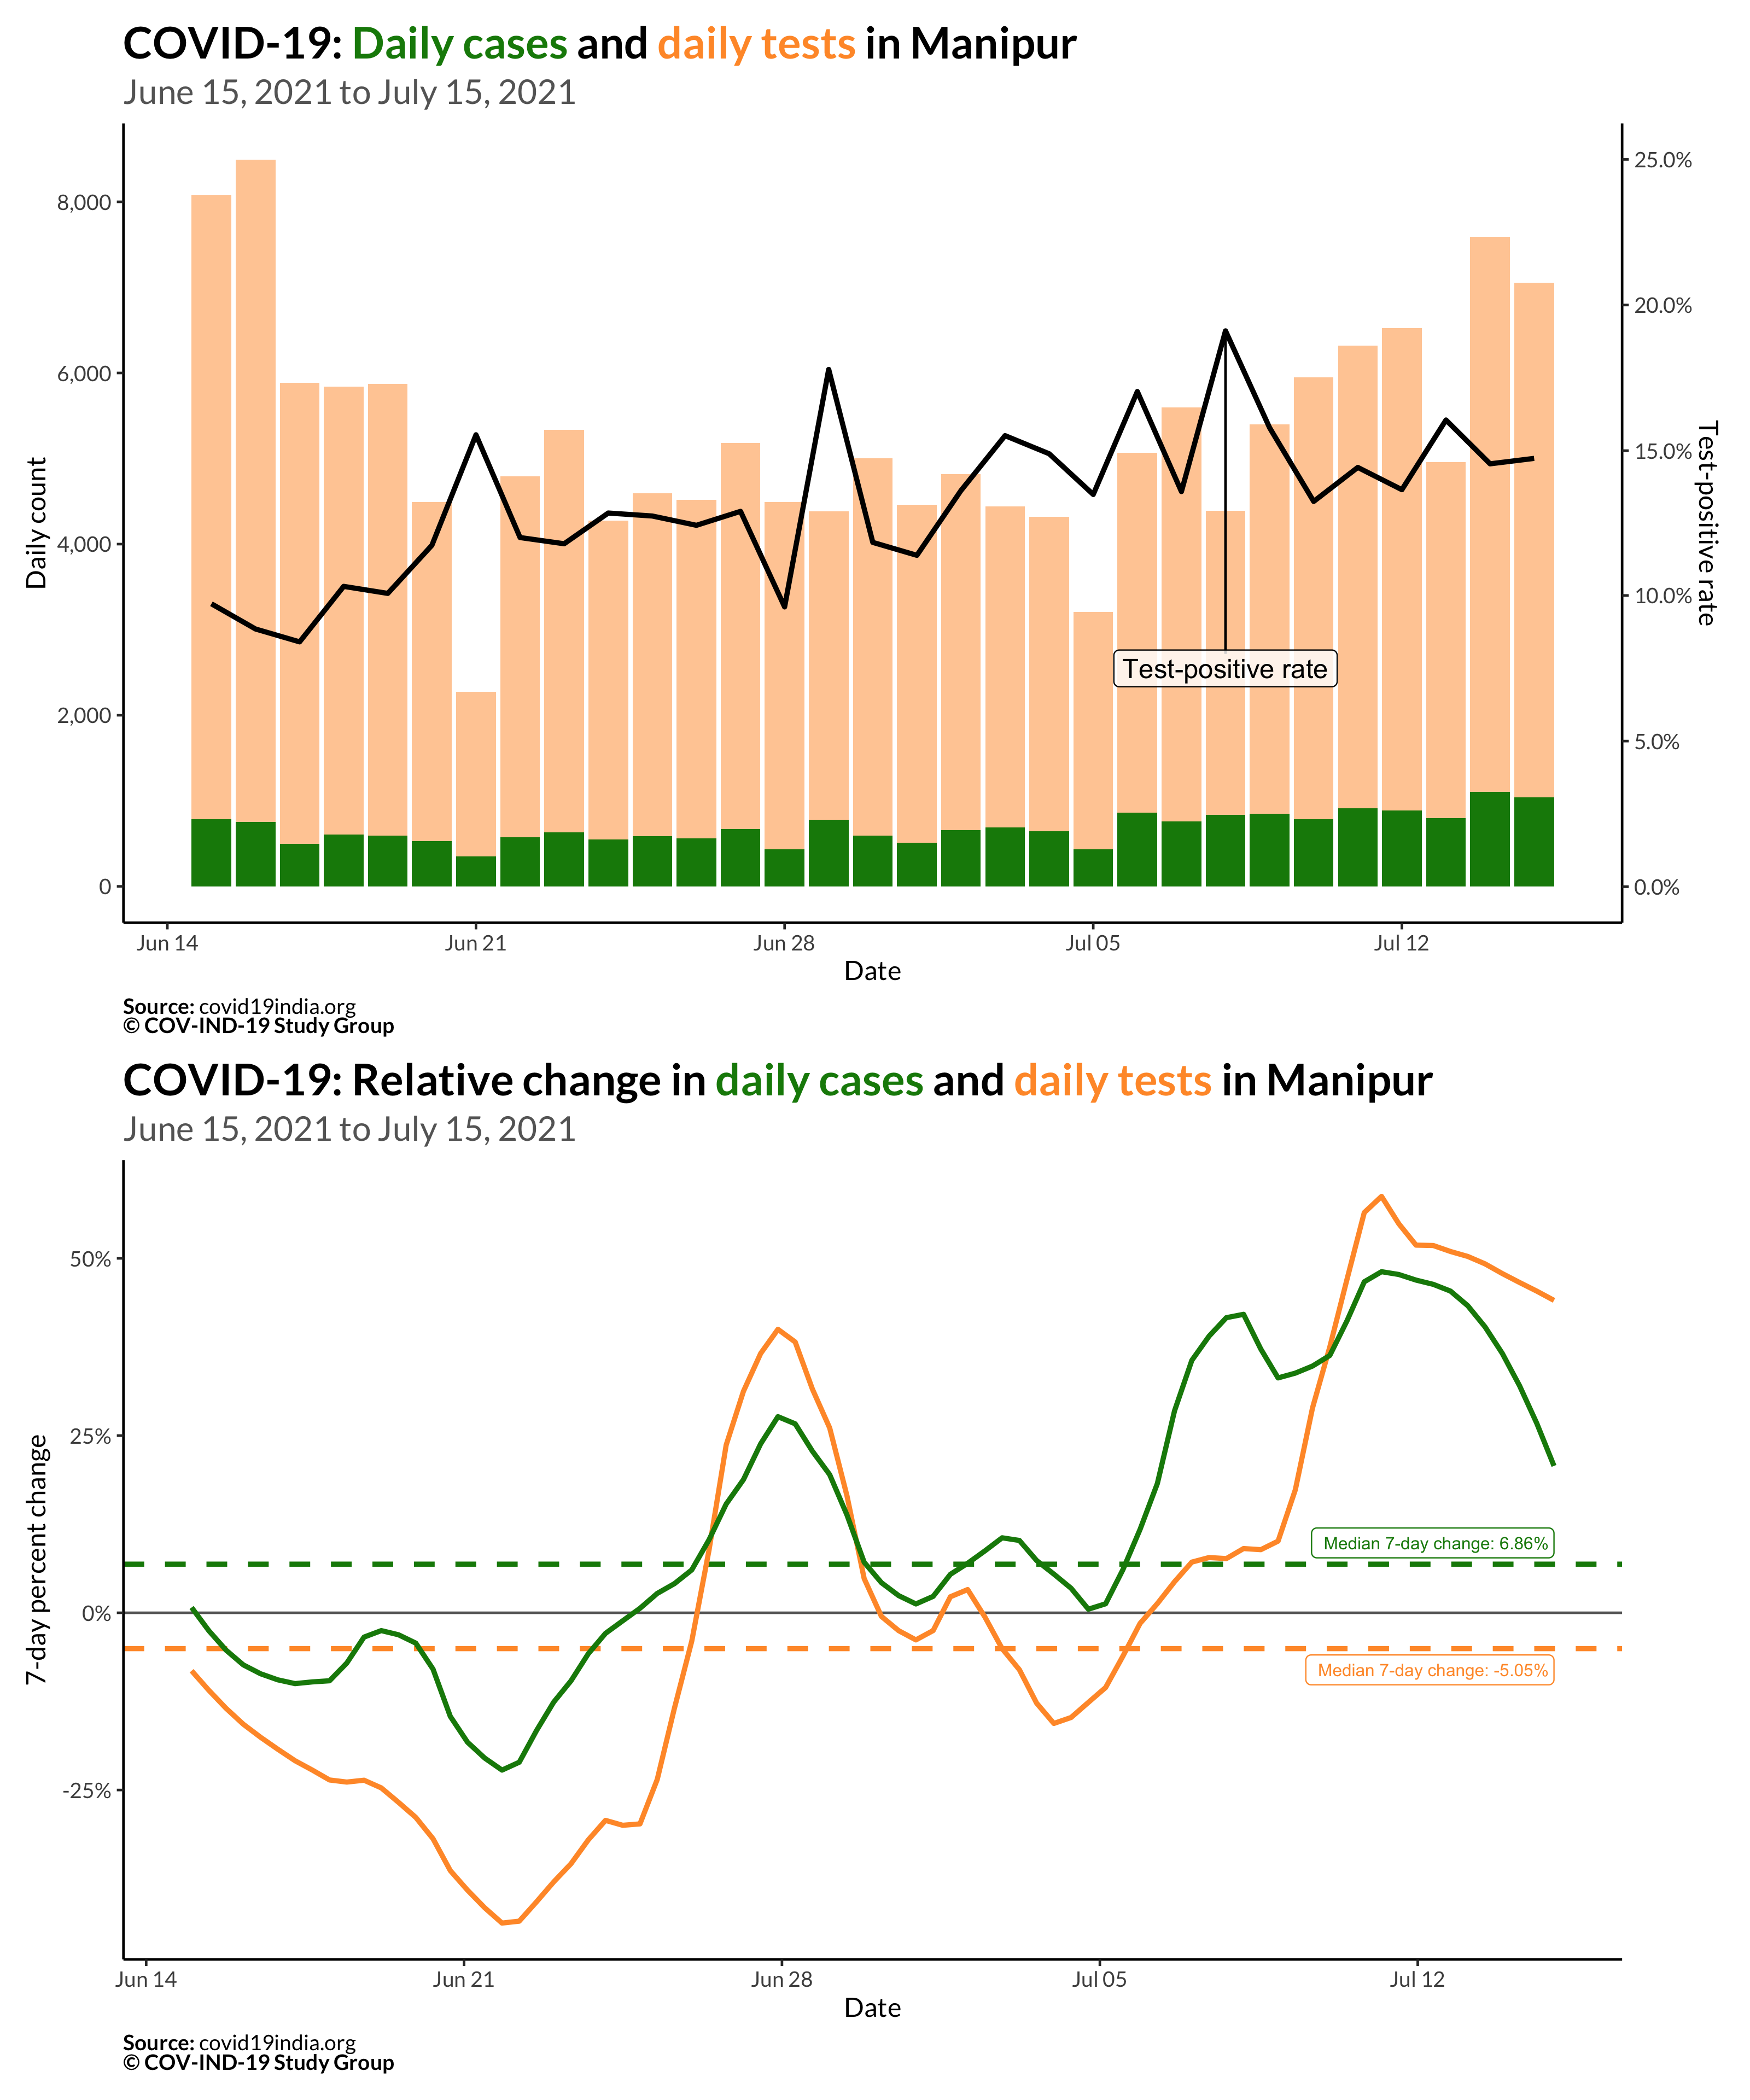 COVID-19: Daily cases and daily tests in Manipur
June 15, 2021 to July 15, 2021
8,000
6,000
4,000
2,000
0
Daily count
25.0%
20.0%
15.0%
10.0%
5.0%
0.0%
Test-positive rate
Test-positive rate
Jun 14
Jun 21
Jun 28
Jul 05
Jul 12
Date
Source: covid19india.org
© COV-IND-19 Study Group
COVID-19: Relative change in daily cases and daily tests in Manipur
June 15, 2021 to July 15, 2021
50%
25%
0%
-25%
7-day percent change
Median 7-day change: 6.86%
Median 7-day change: -5.05%
Jun 14
Jun 21
Jun 28
Jul 05
Jul 12
Date
Source: covid19india.org
© COV-IND-19 Study Group